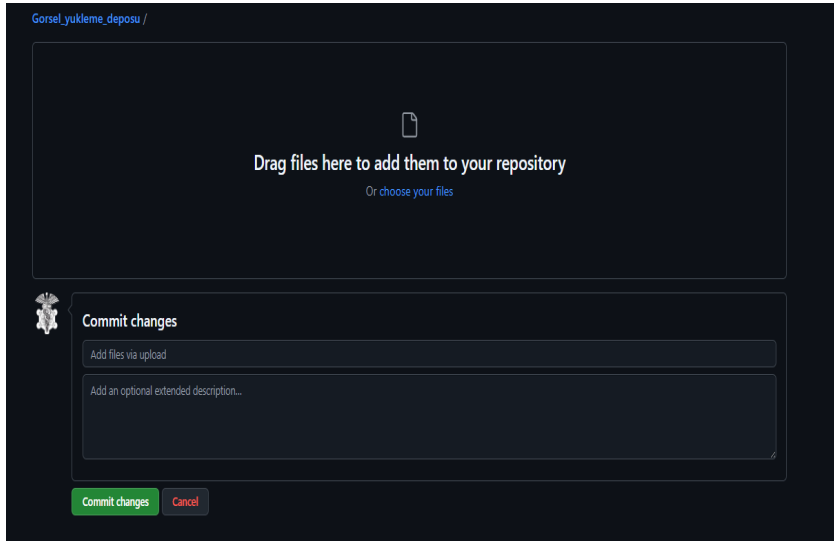 Gorsel_yukleme_deposu /
Drag files here to add them to your repository
Or choose your files
Commit changes
Add files via upload
Add an optional extended description...
Commit changes
Cancel